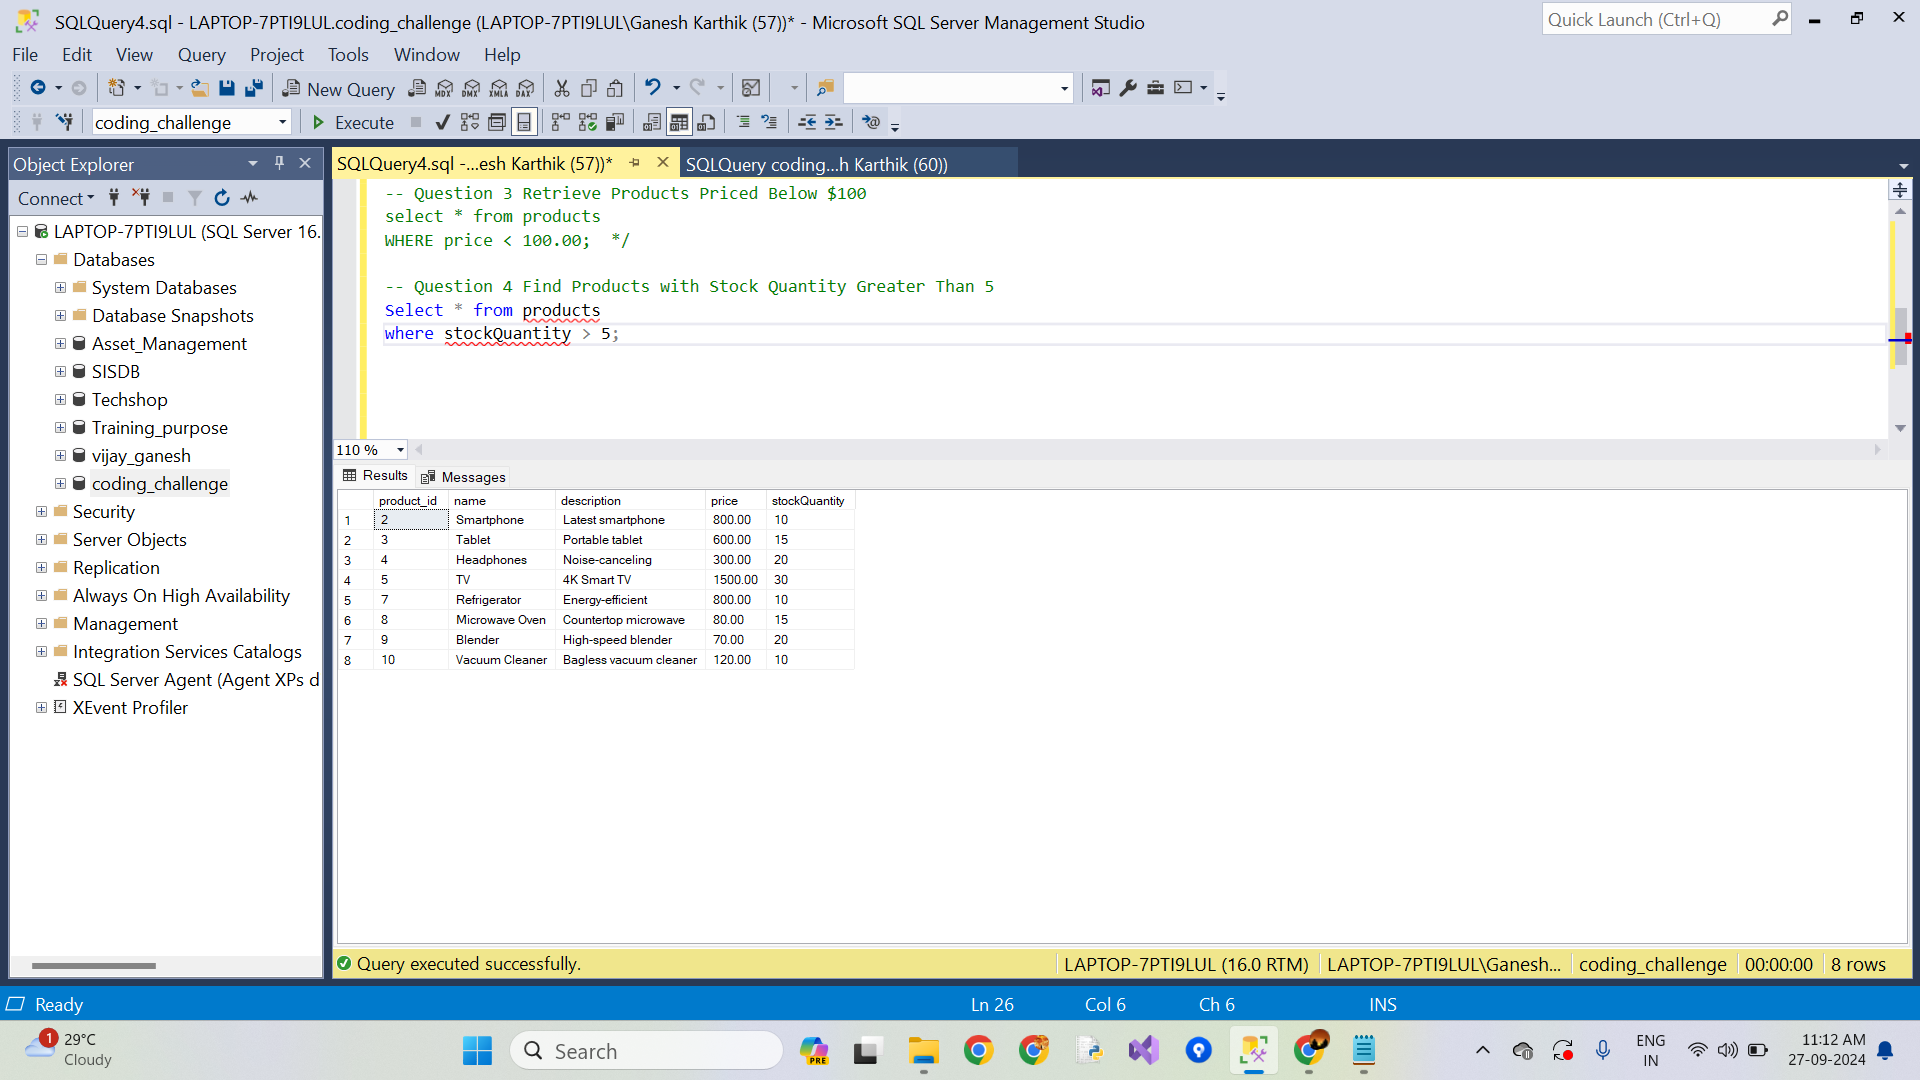 SQLQuery4.sql - LAPTOP-7PTI9LUL.coding_challenge (LAPTOP-7PTI9LUL\Ganesh Karthik (57))* - Microsoft SQL Server Management Studio
Quick Launch (Ctrl+Q)
File Edit View Query Project Tools Window Help
New Query
MDX DMX XMLA DAX
coding_challenge
Execute
Object Explorer
SQLQuery4.sql -...esh Karthik (57))*
SQLQuery coding...h Karthik (60))
Connect
LAPTOP-7PTI9LUL (SQL Server 16.
Databases
System Databases
Database Snapshots
Asset_Management
SISDB
Techshop
Training_purpose
vijay_ganesh
coding_challenge
Security
Server Objects
Replication
Always On High Availability
Management
Integration Services Catalogs
SQL Server Agent (Agent XPs d
XEvent Profiler
-- Question 3 Retrieve Products Priced Below $100
select * from products
WHERE price < 100.00;  */
-- Question 4 Find Products with Stock Quantity Greater Than 5
Select * from products
where stockQuantity > 5;
110 %
Results Messages
product_id name description price stockQuantity
1 2 Smartphone Latest smartphone 800.00 10
2 3 Tablet Portable tablet 600.00 15
3 4 Headphones Noise-canceling 300.00 20
4 5 TV 4K Smart TV 1500.00 30
5 7 Refrigerator Energy-efficient 800.00 10
6 8 Microwave Oven Countertop microwave 80.00 15
7 9 Blender High-speed blender 70.00 20
8 10 Vacuum Cleaner Bagless vacuum cleaner 120.00 10
Query executed successfully.
LAPTOP-7PTI9LUL (16.0 RTM) LAPTOP-7PTI9LUL\Ganesh... coding_challenge 00:00:00 8 rows
Ready Ln 26 Col 6 Ch 6 INS
1
29°C
Cloudy
Search
PRE
ENG
IN
11:12 AM
27-09-2024